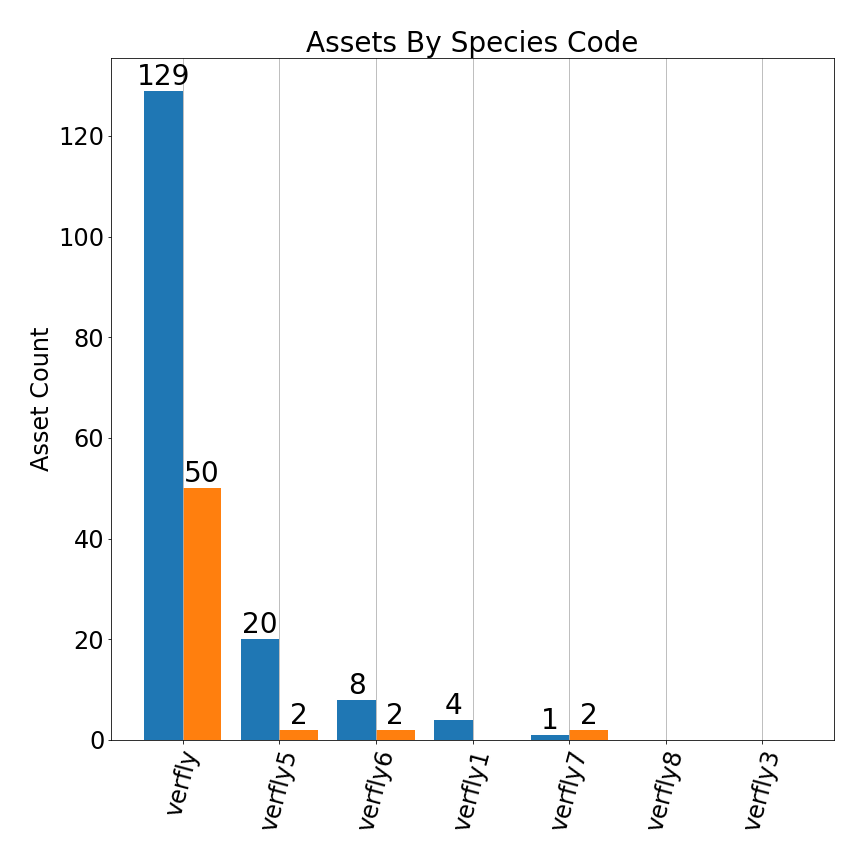 Assets By Species Code
Asset Count
120
100
80
60
40
20
0
129
50
20
2
8
2
4
1
2
verfly
verfly5
verfly6
verfly1
verfly7
verfly8
verfly3